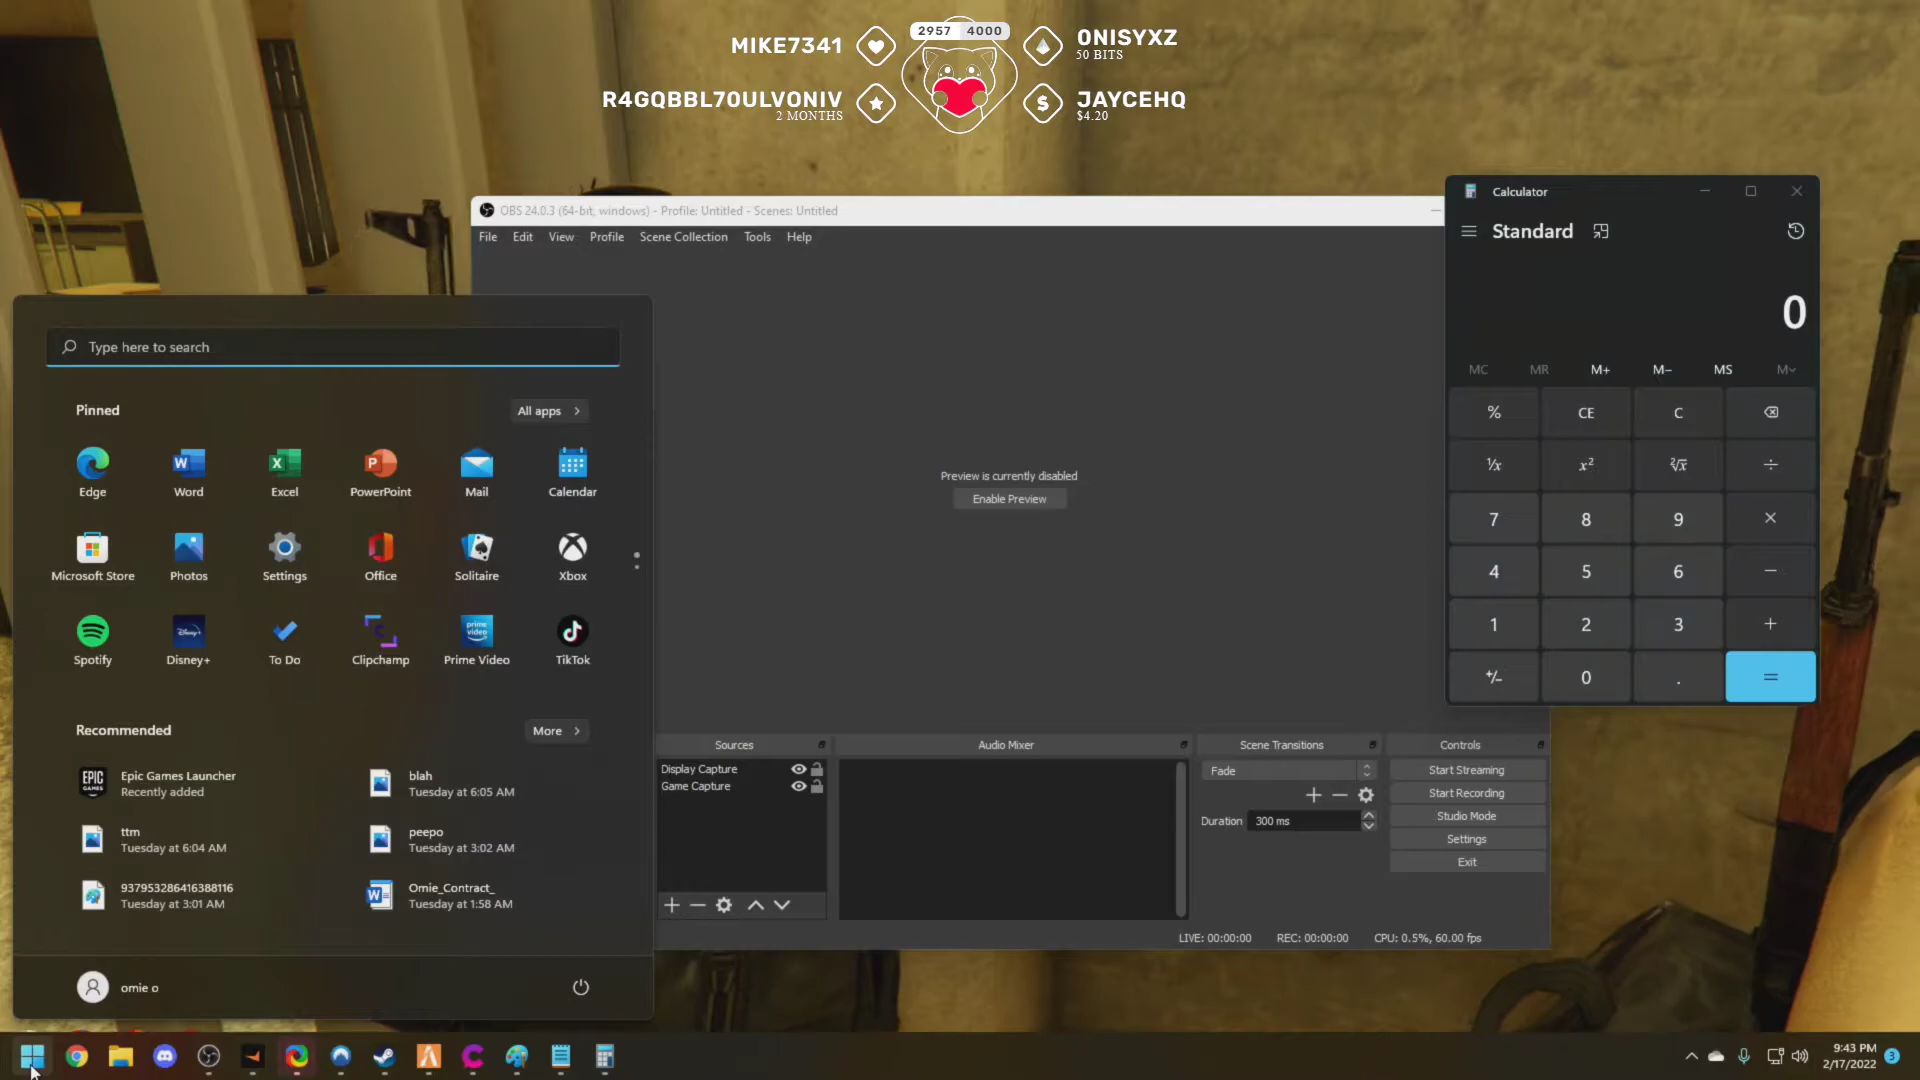 MIKE7341
2957 4000
0NISYXZ
50 BITS
R4GQBBL70ULVONIV
2 MONTHS
JAYCEHQ
$4.20
$
OBS 24.0.3 (64-bit, windows) - Profile: Untitled - Scenes: Untitled
File Edit View Profile Scene Collection Tools Help
Preview is currently disabled
Enable Preview
Calculator
Standard
0
MC MR M+ M− MS M
% CE C
¹/x x² ²√x ÷
7 8 9 ×
4 5 6 −
1 2 3 +
+/− 0 . =
Type here to search
Pinned
All apps
Edge Word Excel PowerPoint Mail Calendar
Microsoft Store Photos Settings Office Solitaire Xbox
Spotify Disney+ To Do Clipchamp Prime Video TikTok
Recommended
More
Epic Games Launcher
Recently added
blah
Tuesday at 6:05 AM
ttm
Tuesday at 6:04 AM
peepo
Tuesday at 3:02 AM
937953286416388116
Tuesday at 3:01 AM
Omie_Contract_
Tuesday at 1:58 AM
omie o
Sources
Display Capture
Game Capture
Audio Mixer
Scene Transitions
Fade
Duration 300 ms
Controls
Start Streaming
Start Recording
Studio Mode
Settings
Exit
LIVE: 00:00:00 REC: 00:00:00 CPU: 0.5%, 60.00 fps
9:43 PM
2/17/2022
3